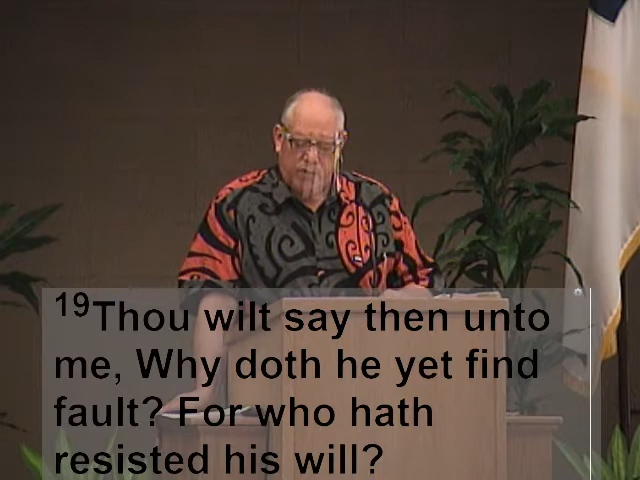 19Thou wilt say then unto
me, Why doth he yet find
fault? For who hath
resisted his will?